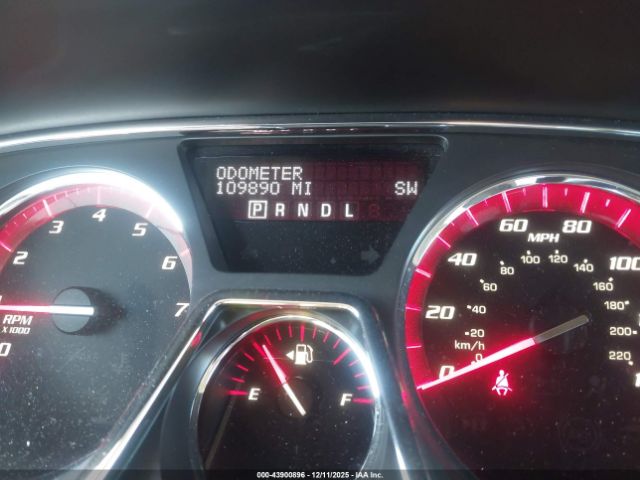 ODOMETER
109890 MI SW
P R N D L
2 4 5 6 7
RPM
X 1000
0
60 80
MPH
40 100
20
0
100 120
80 140
60 160
40 180
20 200
0 220
km/h
E F
000-43900896 - 12/11/2025 - IAA Inc.